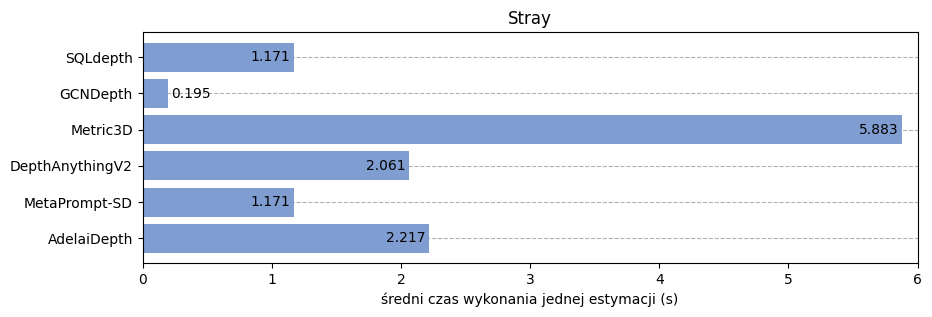 Stray
SQLdepth 1.171
GCNDepth 0.195
Metric3D 5.883
DepthAnythingV2 2.061
MetaPrompt-SD 1.171
AdelaiDepth 2.217
0 1 2 3 4 5 6
średni czas wykonania jednej estymacji (s)